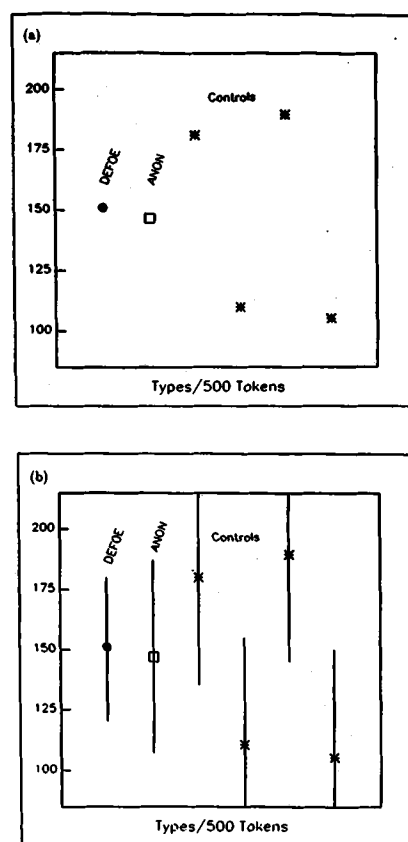 (a)
200
Controls
175
DEFOE
ANON
150
125
100
Types/500 Tokens
(b)
200
DEFOE
ANON
Controls
175
150
125
100
Types/500 Tokens